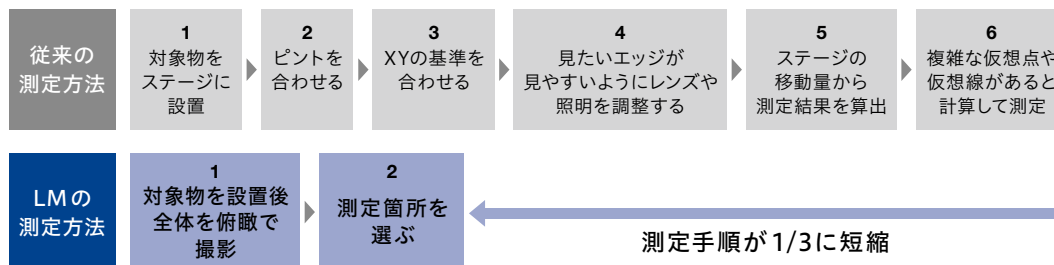 従来の
測定方法
1
対象物を
ステージに
設置
2
ピントを
合わせる
3
XYの基準を
合わせる
4
見たいエッジが
見やすいようにレンズや
照明を調整する
5
ステージの
移動量から
測定結果を算出
6
複雑な仮想点や
仮想線があると
計算して測定
LMの
測定方法
1
対象物を設置後
全体を俯瞰で
撮影
2
測定箇所を
選ぶ
測定手順が1/3に短縮